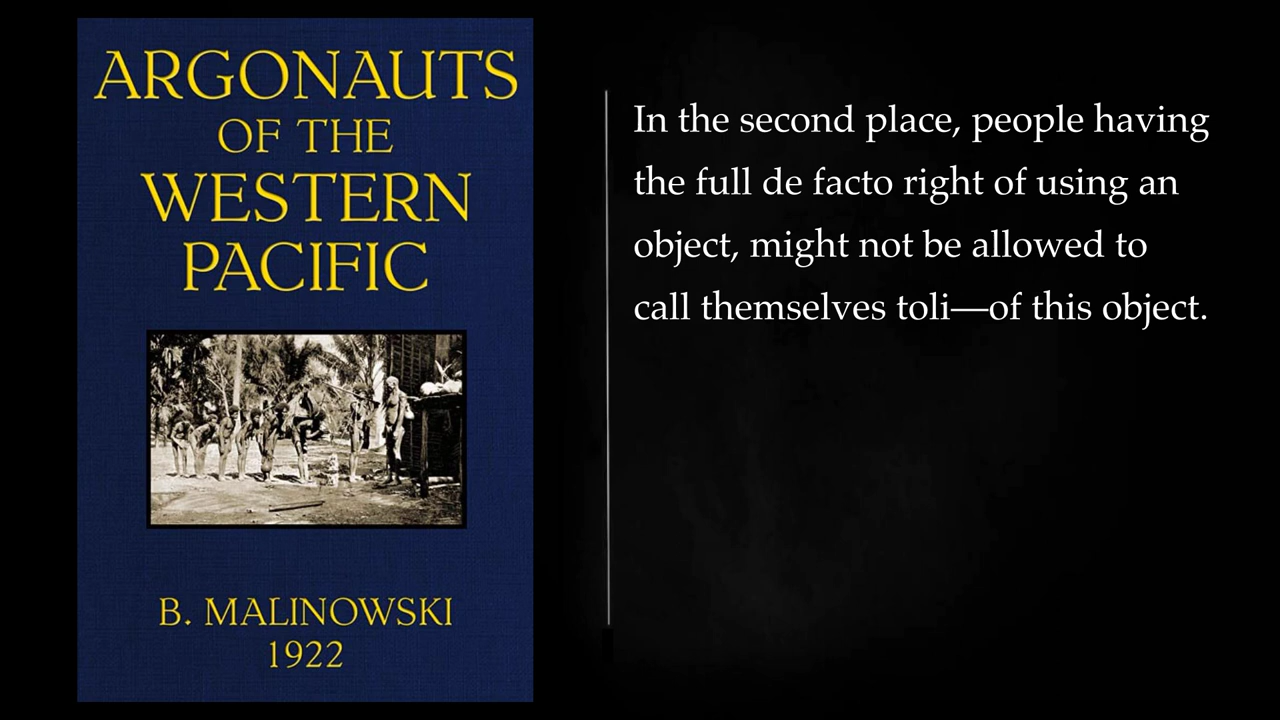 ARGONAUTS
OF THE
WESTERN
PACIFIC
B. MALINOWSKI
1922
In the second place, people having
the full de facto right of using an
object, might not be allowed to
call themselves toli—of this object.